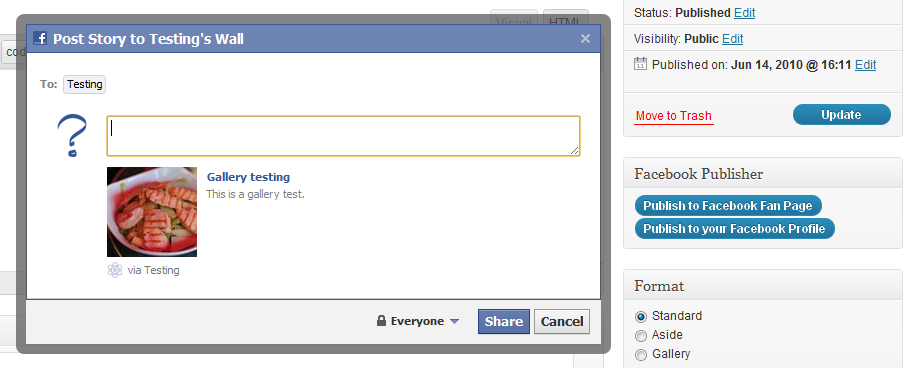 Visual HTML
cod
f Post Story to Testing's Wall
To: Testing
?
Gallery testing
This is a gallery test.
via Testing
Everyone
Share Cancel
Status: Published Edit
Visibility: Public Edit
Published on: Jun 14, 2010 @ 16:11 Edit
Move to Trash Update
Facebook Publisher
Publish to Facebook Fan Page
Publish to your Facebook Profile
Format
Standard
Aside
Gallery